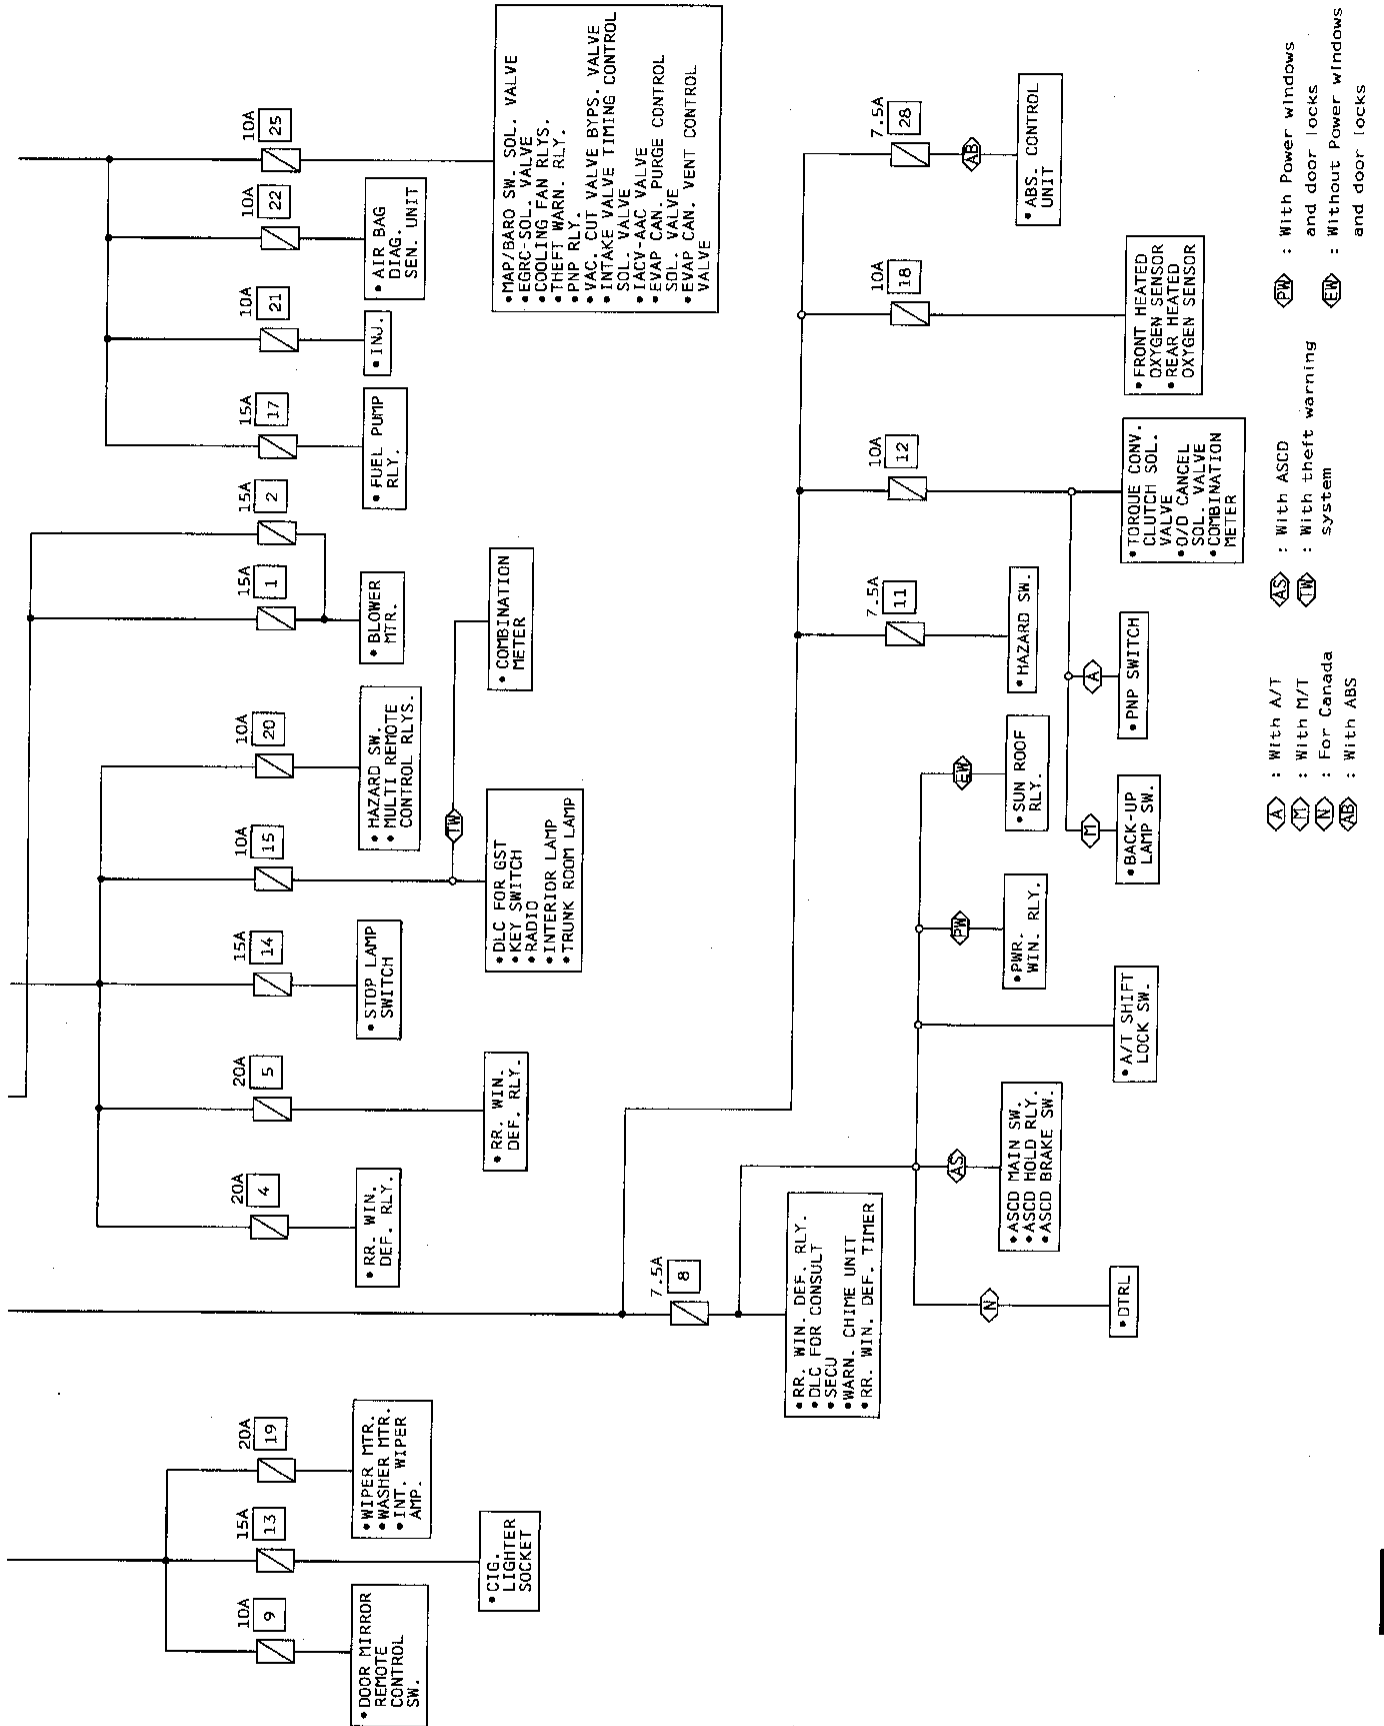 10A
9
• DOOR MIRROR
REMOTE
CONTROL
SW.
15A
13
• CIG.
LIGHTER
SOCKET
20A
19
• WIPER MTR.
• WASHER MTR.
• INT. WIPER
AMP.
20A
4
• RR. WIN.
DEF. RLY.
20A
5
• RR. WIN.
DEF. RLY.
15A
14
• STOP LAMP
SWITCH
10A
15
• DLC FOR GST
• KEY SWITCH
• RADIO
• INTERIOR LAMP
• TRUNK ROOM LAMP
TW
• COMBINATION
METER
10A
20
• HAZARD SW.
• MULTI REMOTE
CONTROL RLYS.
15A
1
• BLOWER
MTR.
15A
2
15A
17
• FUEL PUMP
RLY.
10A
21
• INJ.
10A
22
• AIR BAG
DIAG.
SEN. UNIT
10A
25
• MAP/BARO SW. SOL. VALVE
• EGRC-SOL. VALVE
• COOLING FAN RLYS.
• THEFT WARN. RLY.
• PNP RLY.
• VAC. CUT VALVE BYPS. VALVE
• INTAKE VALVE TIMING CONTROL
SOL. VALVE
• IACV-AAC VALVE
• EVAP CAN. PURGE CONTROL
SOL. VALVE
• EVAP CAN. VENT CONTROL
VALVE
7.5A
8
• RR. WIN. DEF. RLY.
• DLC FOR CONSULT
• SECU
• WARN. CHIME UNIT
• RR. WIN. DEF. TIMER
N
• DTRL
AS
• ASCD MAIN SW.
• ASCD HOLD RLY.
• ASCD BRAKE SW.
• A/T SHIFT
LOCK SW.
PW
• PWR.
WIN. RLY.
EW
• SUN ROOF
RLY.
7.5A
11
• HAZARD SW.
10A
12
• TORQUE CONV.
CLUTCH SOL.
VALVE
• O/D CANCEL
SOL. VALVE
• COMBINATION
METER
M
• BACK-UP
LAMP SW.
A
• PNP SWITCH
10A
18
• FRONT HEATED
OXYGEN SENSOR
• REAR HEATED
OXYGEN SENSOR
7.5A
28
AB
• ABS. CONTROL
UNIT
A : With A/T
M : With M/T
N : For Canada
AB : With ABS
AS : With ASCD
TW : With theft warning
system
PW : With Power windows
and door locks
EW : Without Power windows
and door locks